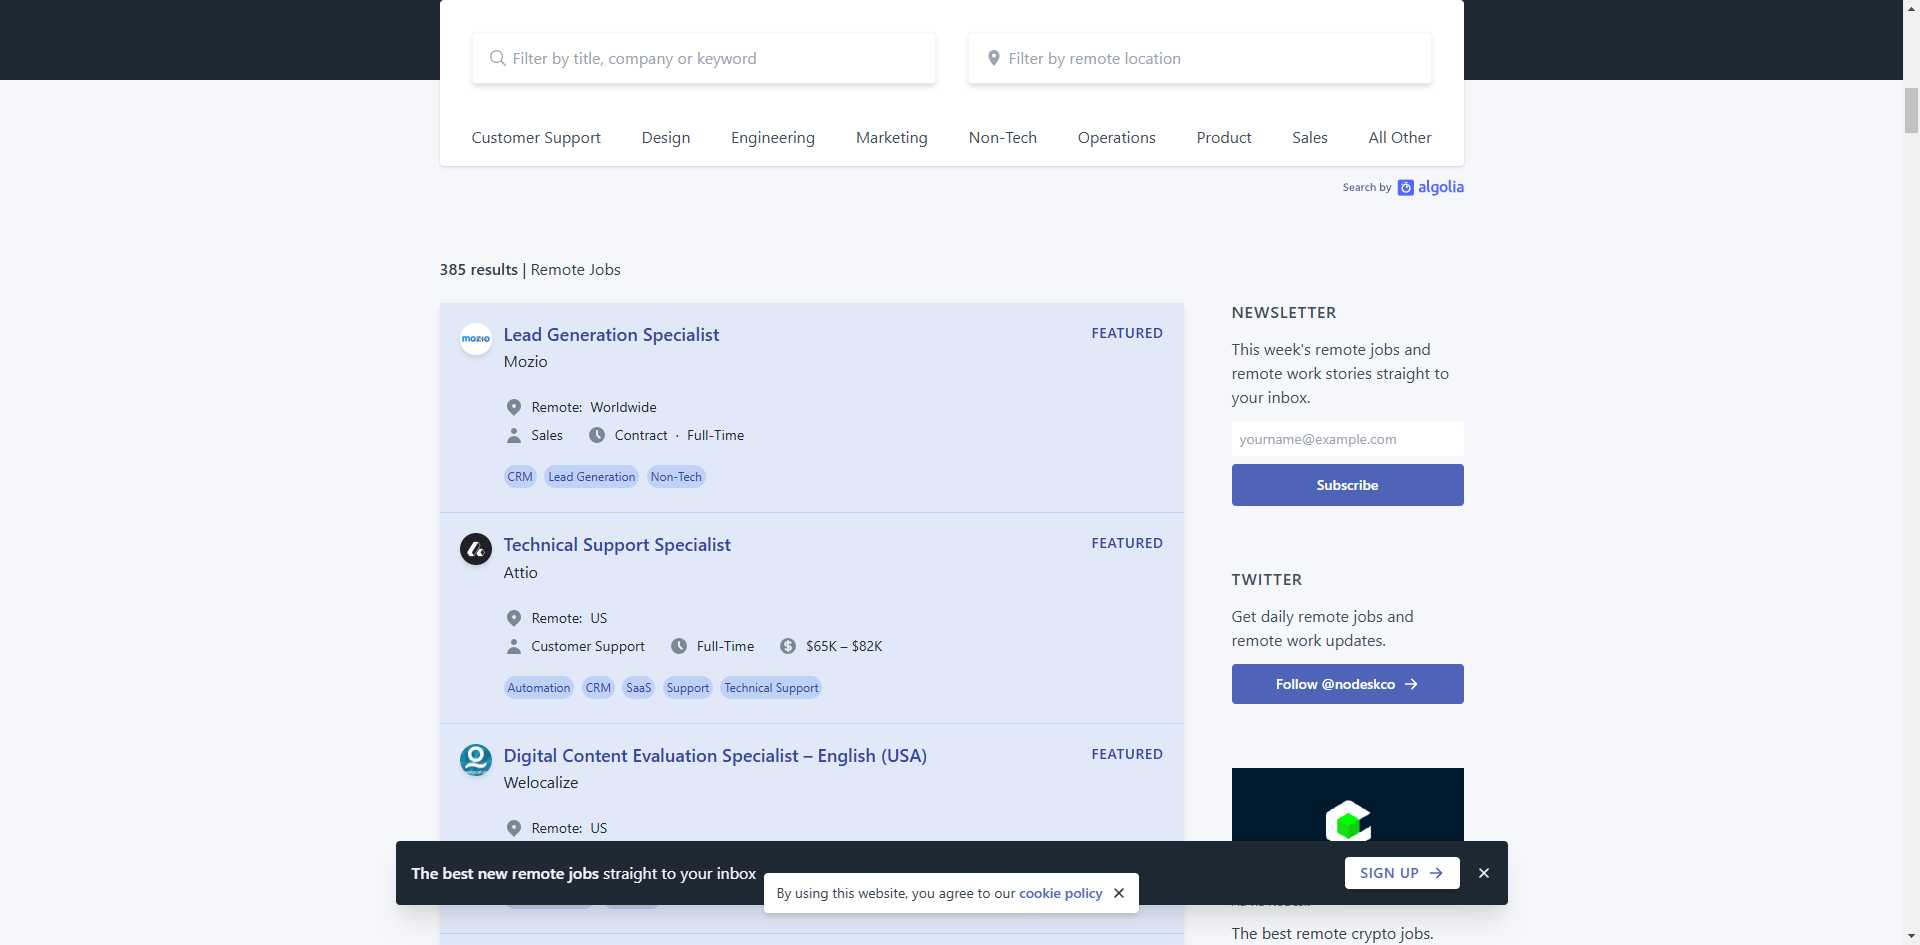 Filter by title, company or keyword
Filter by remote location
Customer Support Design Engineering Marketing Non-Tech Operations Product Sales All Other
Search by algolia
385 results | Remote Jobs
mozio
Lead Generation Specialist
FEATURED
Mozio
Remote: Worldwide
Sales Contract · Full-Time
CRM Lead Generation Non-Tech
Technical Support Specialist
FEATURED
Attio
Remote: US
Customer Support Full-Time $65K – $82K
Automation CRM SaaS Support Technical Support
Digital Content Evaluation Specialist – English (USA)
FEATURED
Welocalize
Remote: US
NEWSLETTER
This week's remote jobs and
remote work stories straight to
your inbox.
yourname@example.com
Subscribe
TWITTER
Get daily remote jobs and
remote work updates.
Follow @nodeskco
The best remote crypto jobs.
The best new remote jobs straight to your inbox
SIGN UP
By using this website, you agree to our cookie policy